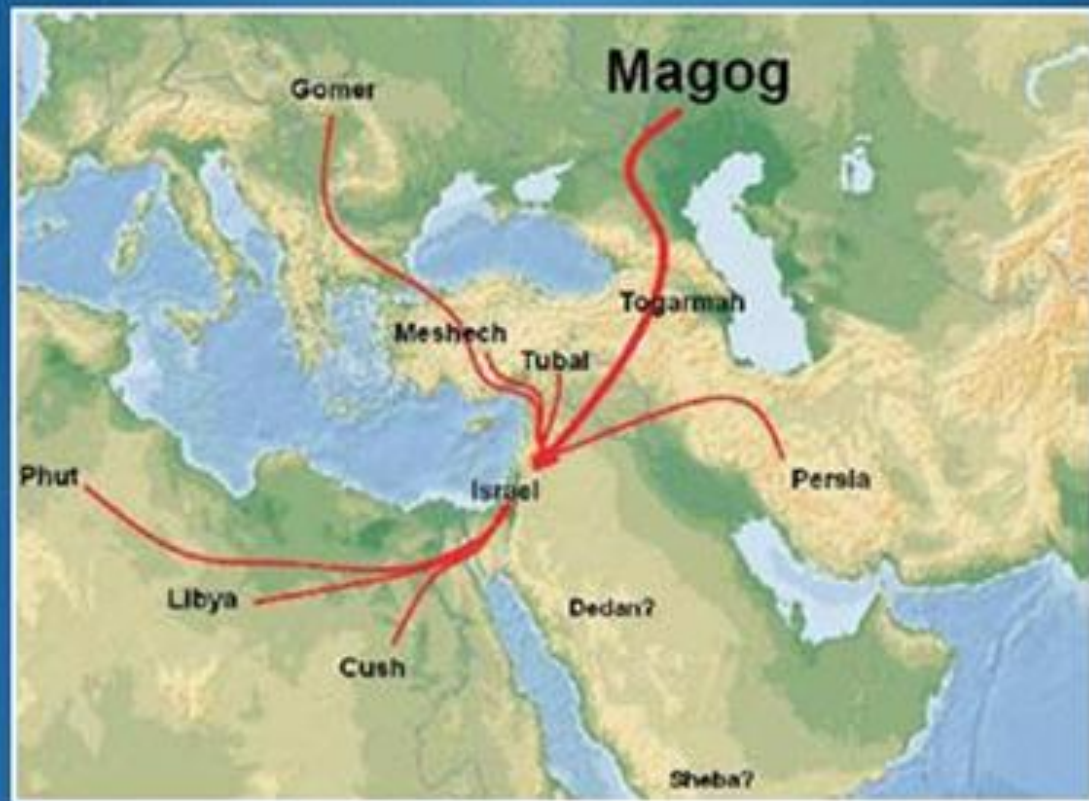 Magog
Gomer
Togarmah
Meshech
Tubal
Phut
Persia
Israel
Libya
Dedan?
Cush
Sheba?